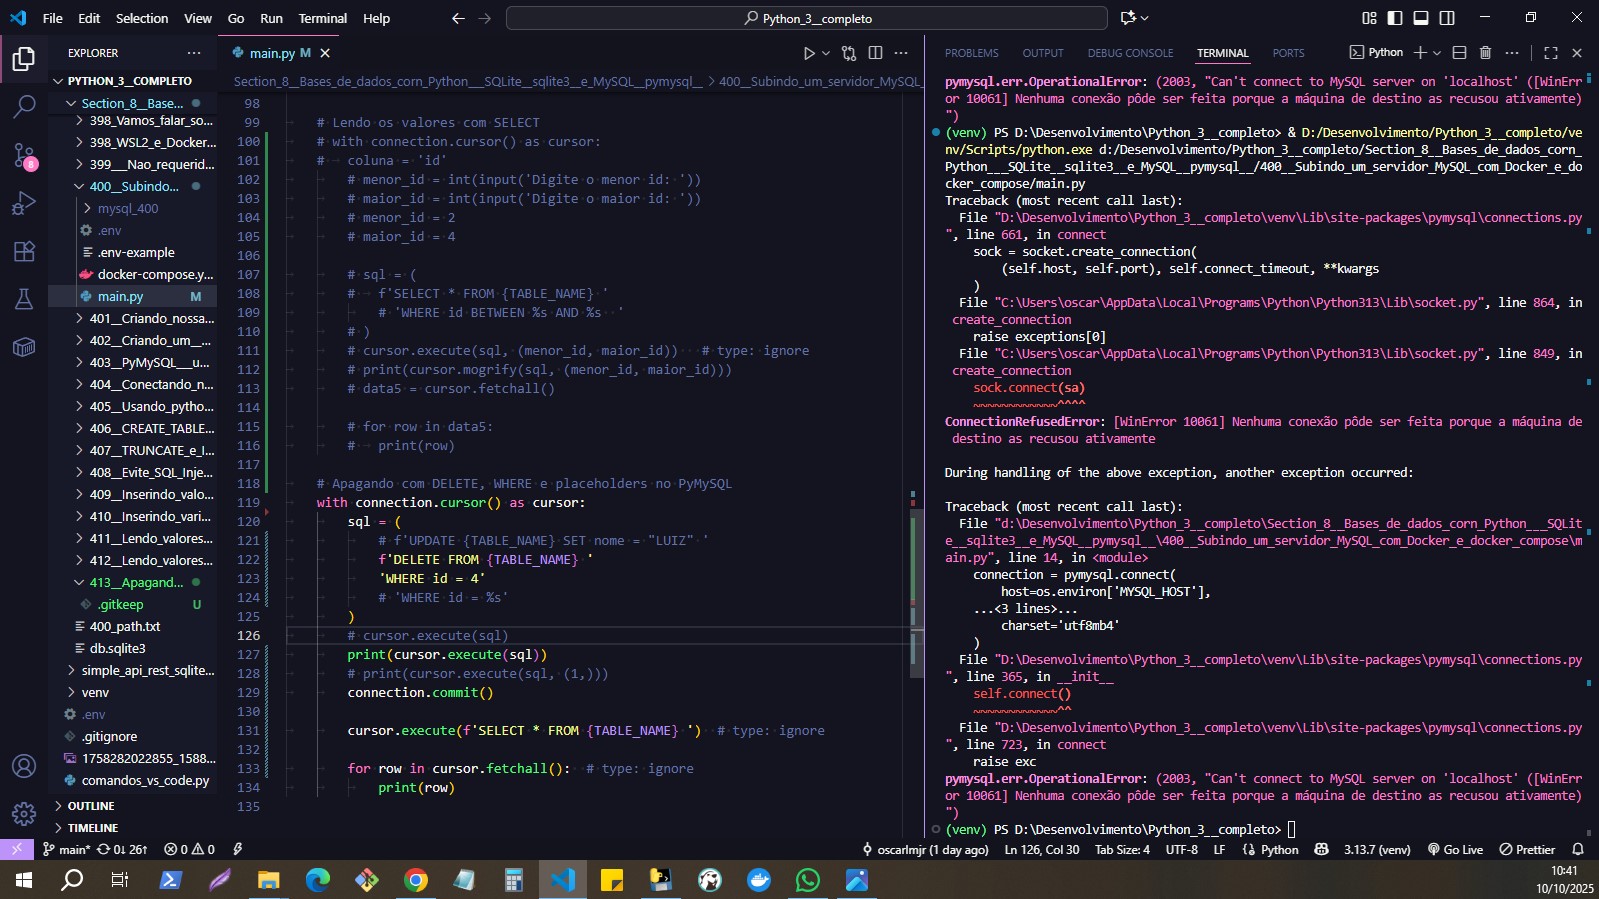 File Edit Selection View Go Run Terminal Help
Python_3__completo
EXPLORER
PYTHON_3__COMPLETO
Section_8__Base...
398_Vamos_falar_so...
398_WSL2_e_Docker...
399___Nao_requerid...
400__Subindo...
mysql_400
.env
.env-example
docker-compose.y...
main.py M
401__Criando_nossa...
402__Criando_um__...
403__PyMySQL___u...
404__Conectando_n...
405__Usando_python...
406__CREATE_TABLE...
407__TRUNCATE_e_I...
408__Evite_SQL_Inje...
409__Inserindo_valo...
410__Inserindo_vari...
411__Lendo_valores...
412__Lendo_valores...
413__Apagand...
.gitkeep U
400_path.txt
db.sqlite3
simple_api_rest_sqlite...
venv
.env
.gitignore
1758282022855_1588...
comandos_vs_code.py
OUTLINE
TIMELINE
8
main.py M
Section_8__Bases_de_dados_corn_Python___SQLite__sqlite3__e_MySQL__pymysql__ > 400__Subindo_um_servidor_MySQL_
98
99 # Lendo os valores com SELECT
100 # with connection.cursor() as cursor:
101 # coluna = 'id'
102 # menor_id = int(input('Digite o menor id: '))
103 # maior_id = int(input('Digite o maior id: '))
104 # menor_id = 2
105 # maior_id = 4
106
107 # sql = (
108 # f'SELECT * FROM {TABLE_NAME} '
109 # 'WHERE id BETWEEN %s AND %s  '
110 # )
111 # cursor.execute(sql, (menor_id, maior_id))  # type: ignore
112 # print(cursor.mogrify(sql, (menor_id, maior_id)))
113 # data5 = cursor.fetchall()
114
115 # for row in data5:
116 # print(row)
117
118 # Apagando com DELETE, WHERE e placeholders no PyMySQL
119 with connection.cursor() as cursor:
120 sql = (
121 # f'UPDATE {TABLE_NAME} SET nome = "LUIZ" '
122 f'DELETE FROM {TABLE_NAME} '
123 'WHERE id = 4'
124 # 'WHERE id = %s'
125 )
126 # cursor.execute(sql)
127 print(cursor.execute(sql))
128 # print(cursor.execute(sql, (1,)))
129 connection.commit()
130
131 cursor.execute(f'SELECT * FROM {TABLE_NAME} ')  # type: ignore
132
133 for row in cursor.fetchall():  # type: ignore
134 print(row)
135
PROBLEMS OUTPUT DEBUG CONSOLE TERMINAL PORTS Python
pymysql.err.OperationalError: (2003, "Can't connect to MySQL server on 'localhost' ([WinErr
or 10061] Nenhuma conexão pôde ser feita porque a máquina de destino as recusou ativamente)
")
(venv) PS D:\Desenvolvimento\Python_3__completo> & D:/Desenvolvimento/Python_3__completo/ve
nv/Scripts/python.exe d:/Desenvolvimento/Python_3__completo/Section_8__Bases_de_dados_corn_
Python___SQLite__sqlite3__e_MySQL__pymysql__/400__Subindo_um_servidor_MySQL_com_Docker_e_do
cker_compose/main.py
Traceback (most recent call last):
File "D:\Desenvolvimento\Python_3__completo\venv\Lib\site-packages\pymysql\connections.py
", line 661, in connect
sock = socket.create_connection(
(self.host, self.port), self.connect_timeout, **kwargs
)
File "C:\Users\oscar\AppData\Local\Programs\Python\Python313\Lib\socket.py", line 864, in
create_connection
raise exceptions[0]
File "C:\Users\oscar\AppData\Local\Programs\Python\Python313\Lib\socket.py", line 849, in
create_connection
sock.connect(sa)
~~~~~~~~~~~~^^^^
ConnectionRefusedError: [WinError 10061] Nenhuma conexão pôde ser feita porque a máquina de
destino as recusou ativamente
During handling of the above exception, another exception occurred:
Traceback (most recent call last):
File "d:\Desenvolvimento\Python_3__completo\Section_8__Bases_de_dados_corn_Python___SQLit
e__sqlite3__e_MySQL__pymysql__\400__Subindo_um_servidor_MySQL_com_Docker_e_docker_compose\m
ain.py", line 14, in <module>
connection = pymysql.connect(
host=os.environ['MYSQL_HOST'],
...<3 lines>...
charset='utf8mb4'
)
File "D:\Desenvolvimento\Python_3__completo\venv\Lib\site-packages\pymysql\connections.py
", line 365, in __init__
self.connect()
~~~~~~~~~~~~^^
File "D:\Desenvolvimento\Python_3__completo\venv\Lib\site-packages\pymysql\connections.py
", line 723, in connect
raise exc
pymysql.err.OperationalError: (2003, "Can't connect to MySQL server on 'localhost' ([WinErr
or 10061] Nenhuma conexão pôde ser feita porque a máquina de destino as recusou ativamente)
")
(venv) PS D:\Desenvolvimento\Python_3__completo>
main* 0↓ 26↑ 0 0 oscarlmjr (1 day ago) Ln 126, Col 30 Tab Size: 4 UTF-8 LF Python 3.13.7 (venv) Go Live Prettier
10:41
10/10/2025